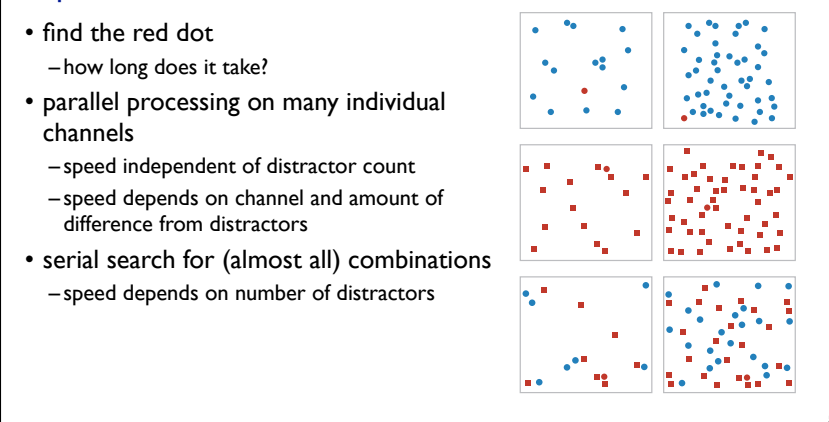 • find the red dot
–how long does it take?
• parallel processing on many individual
channels
–speed independent of distractor count
–speed depends on channel and amount of
difference from distractors
• serial search for (almost all) combinations
–speed depends on number of distractors